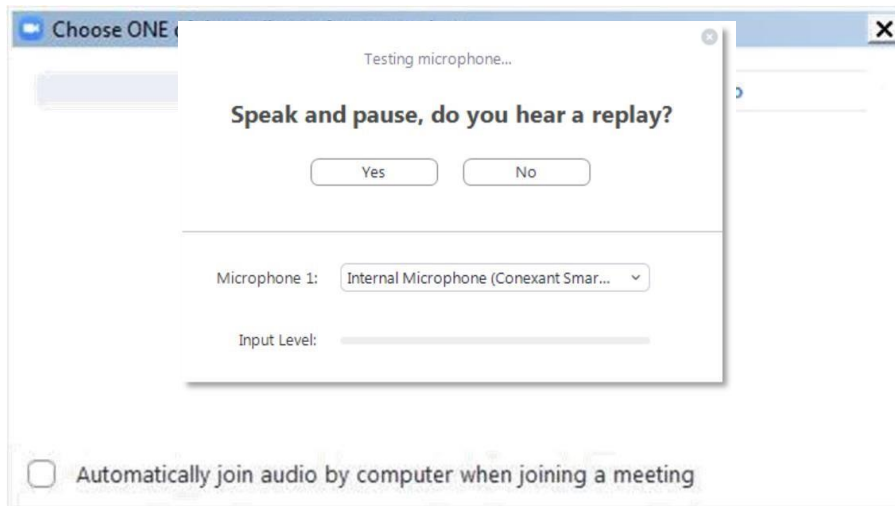 Choose ONE
Testing microphone...
Speak and pause, do you hear a replay?
Yes No
Microphone 1: Internal Microphone (Conexant Smar...
Input Level:
Automatically join audio by computer when joining a meeting